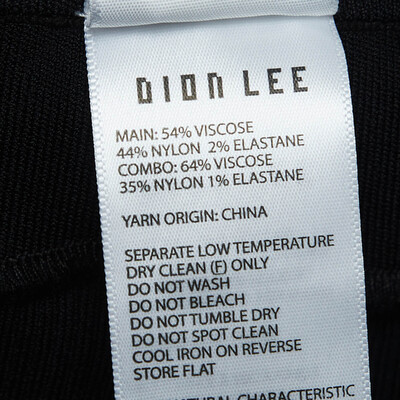 DION LEE
MAIN: 54% VISCOSE
44% NYLON 2% ELASTANE
COMBO: 64% VISCOSE
35% NYLON 1% ELASTANE
YARN ORIGIN: CHINA
SEPARATE LOW TEMPERATURE
DRY CLEAN (F) ONLY
DO NOT WASH
DO NOT BLEACH
DO NOT TUMBLE DRY
DO NOT SPOT CLEAN
COOL IRON ON REVERSE
STORE FLAT
NATURAL CHARACTERISTIC